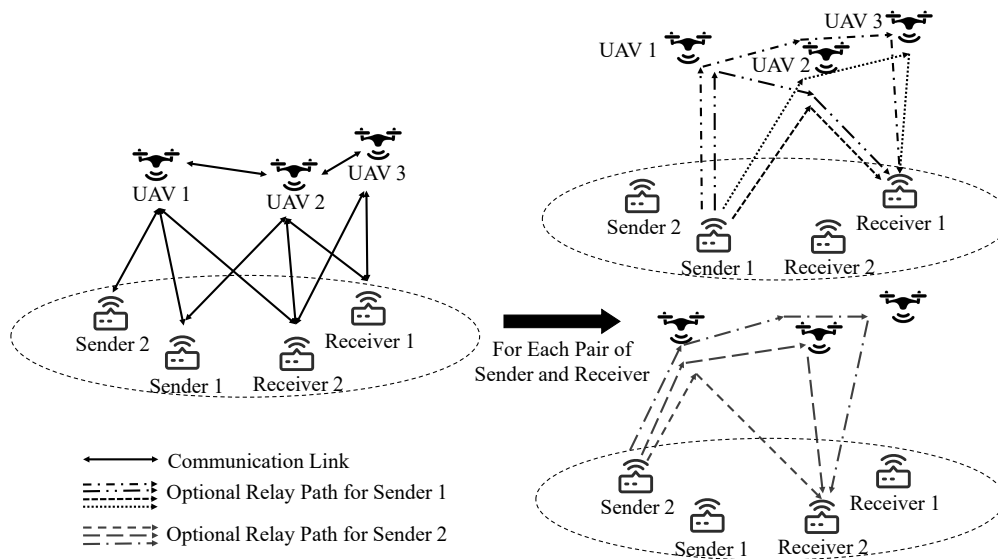 UAV 1
UAV 2
UAV 3
Sender 2
Sender 1
Receiver 2
Receiver 1
For Each Pair of
Sender and Receiver
UAV 1
UAV 2
UAV 3
Sender 2
Sender 1
Receiver 2
Receiver 1
Sender 2
Sender 1
Receiver 2
Receiver 1
Communication Link
Optional Relay Path for Sender 1
Optional Relay Path for Sender 2